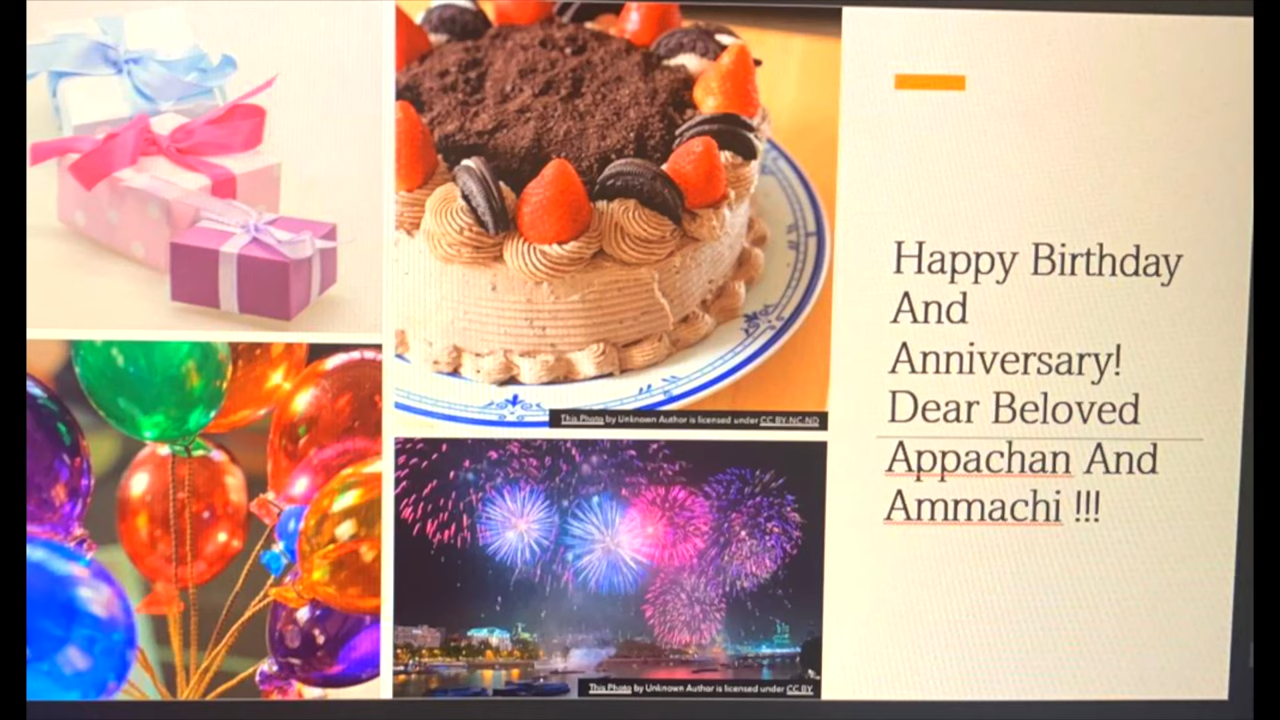 Happy Birthday
And
Anniversary!
Dear Beloved
Appachan And
Ammachi !!!
This Photo by Unknown Author is licensed under CC BY-NC-ND
This Photo by Unknown Author is licensed under CC BY